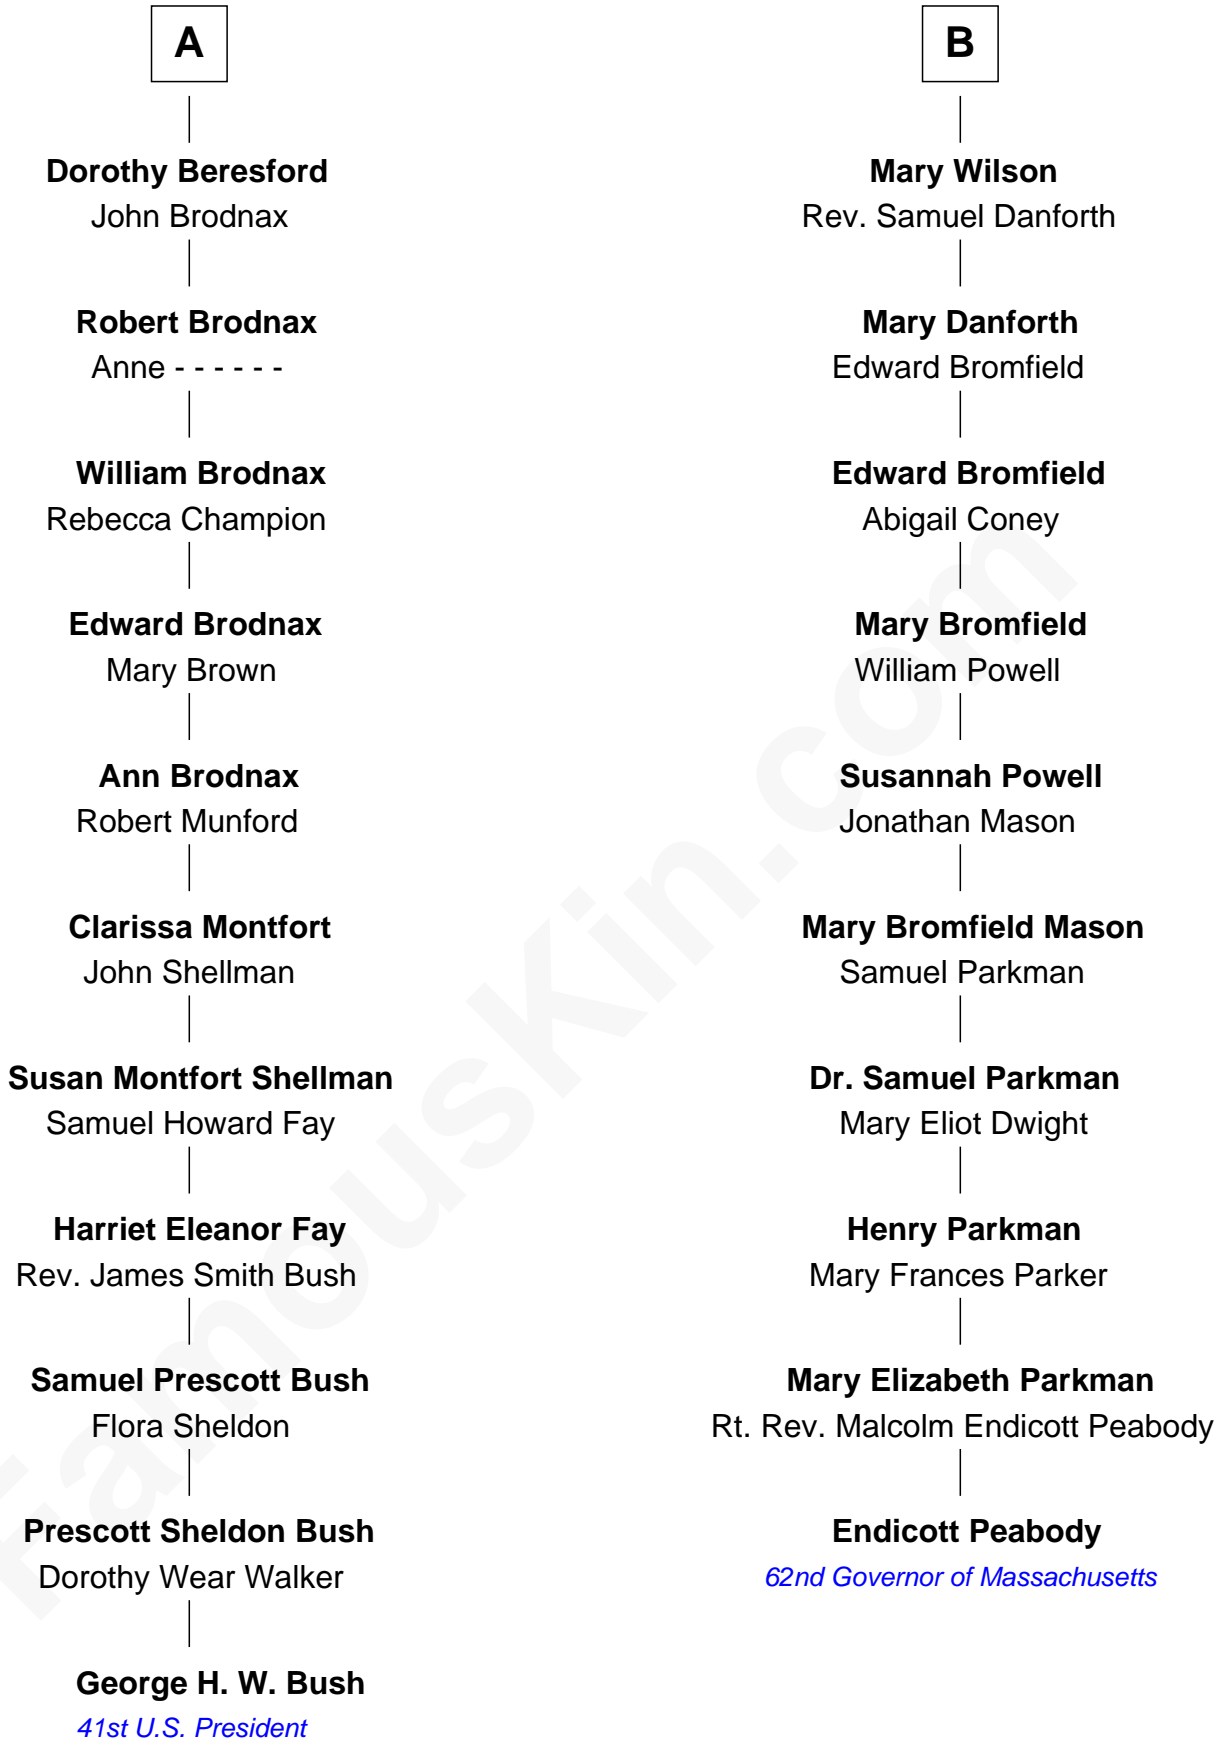 A
Dorothy Beresford
John Brodnax
Robert Brodnax
Anne - - - - - -
William Brodnax
Rebecca Champion
Edward Brodnax
Mary Brown
Ann Brodnax
Robert Munford
Clarissa Montfort
John Shellman
Susan Montfort Shellman
Samuel Howard Fay
Harriet Eleanor Fay
Rev. James Smith Bush
Samuel Prescott Bush
Flora Sheldon
Prescott Sheldon Bush
Dorothy Wear Walker
George H. W. Bush
41st U.S. President
B
Mary Wilson
Rev. Samuel Danforth
Mary Danforth
Edward Bromfield
Edward Bromfield
Abigail Coney
Mary Bromfield
William Powell
Susannah Powell
Jonathan Mason
Mary Bromfield Mason
Samuel Parkman
Dr. Samuel Parkman
Mary Eliot Dwight
Henry Parkman
Mary Frances Parker
Mary Elizabeth Parkman
Rt. Rev. Malcolm Endicott Peabody
Endicott Peabody
62nd Governor of Massachusetts
FamousKin.com